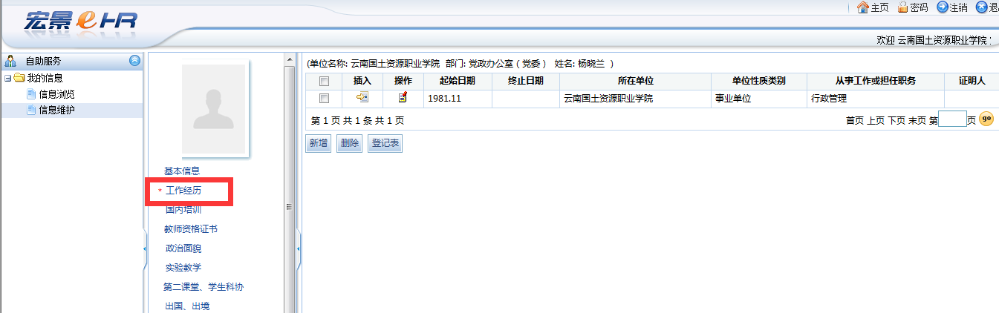 主页 密码 注销
宏景eHR
欢迎 云南国土资源职业学院
自助服务
我的信息
信息浏览
信息维护
基本信息
* 工作经历
国内培训
教师资格证书
政治面貌
实验教学
第二课堂、学生科协
出国、出境
(单位名称: 云南国土资源职业学院 部门: 党政办公室（党委） 姓名: 杨晓兰 )
插入 操作 起始日期 终止日期 所在单位 单位性质类别 从事工作或担任职务 证明人
1981.11 云南国土资源职业学院 事业单位 行政管理
第 1 页 共 1 条 共 1 页 首页 上页 下页 末页 第 页 go
新增 删除 登记表